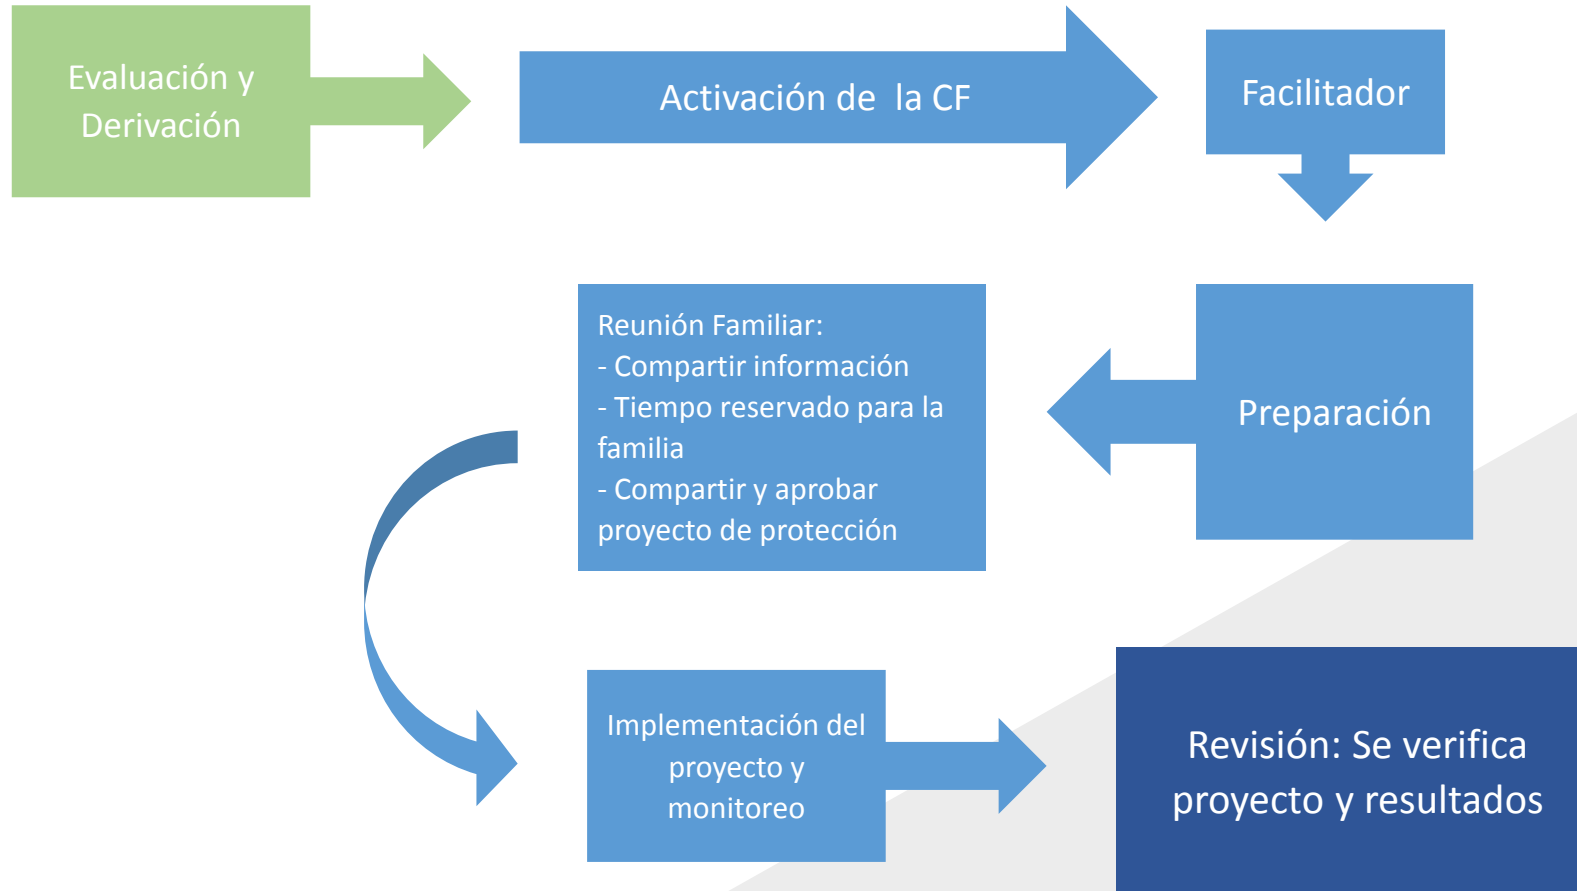 Evaluación y
Derivación
Activación de la CF
Facilitador
Reunión Familiar:
- Compartir información
- Tiempo reservado para la
familia
- Compartir y aprobar
proyecto de protección
Preparación
Implementación del
proyecto y
monitoreo
Revisión: Se verifica
proyecto y resultados